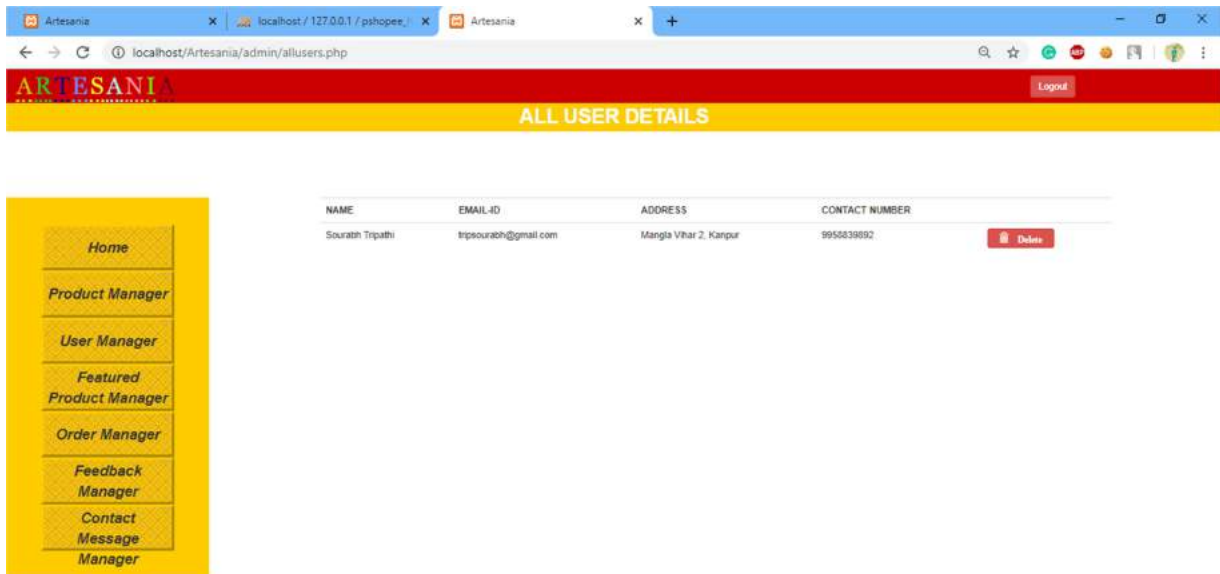 Artesania
localhost / 127.0.0.1 / pshopee_
Artesania
localhost/Artesania/admin/allusers.php
ARTESANIA
Logout
ALL USER DETAILS
NAME EMAIL-ID ADDRESS CONTACT NUMBER
Sourabh Tripathi tripsourabh@gmail.com Mangla Vihar 2, Kanpur 9958839892 Delete
Home
Product Manager
User Manager
Featured
Product Manager
Order Manager
Feedback
Manager
Contact
Message
Manager